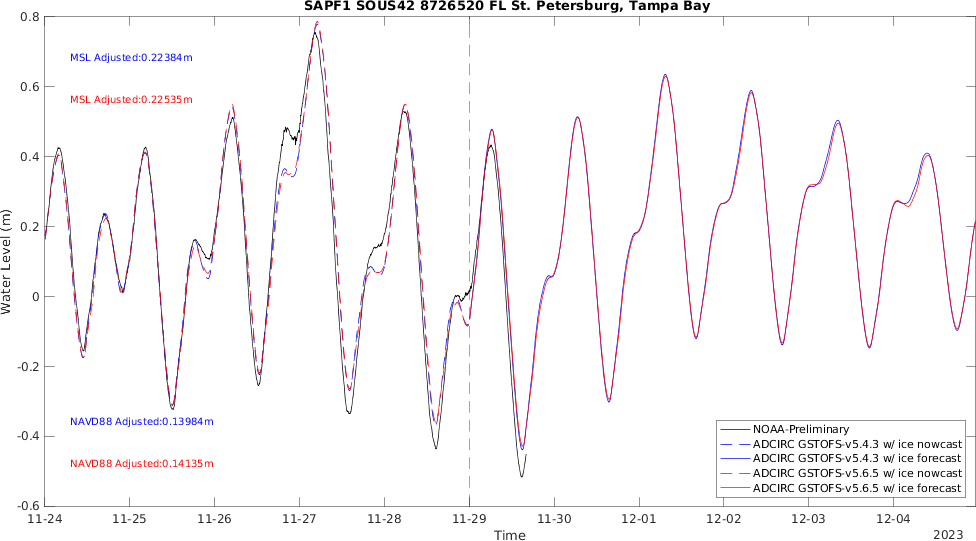 SAPF1 SOUS42 8726520 FL St. Petersburg, Tampa Bay
0.8
0.6
0.4
0.2
0
-0.2
-0.4
-0.6
Water Level (m)
MSL Adjusted:0.22384m
MSL Adjusted:0.22535m
NAVD88 Adjusted:0.13984m
NAVD88 Adjusted:0.14135m
NOAA-Preliminary
ADCIRC GSTOFS-v5.4.3 w/ ice nowcast
ADCIRC GSTOFS-v5.4.3 w/ ice forecast
ADCIRC GSTOFS-v5.6.5 w/ ice nowcast
ADCIRC GSTOFS-v5.6.5 w/ ice forecast
11-24 11-25 11-26 11-27 11-28 11-29 11-30 12-01 12-02 12-03 12-04
Time
2023